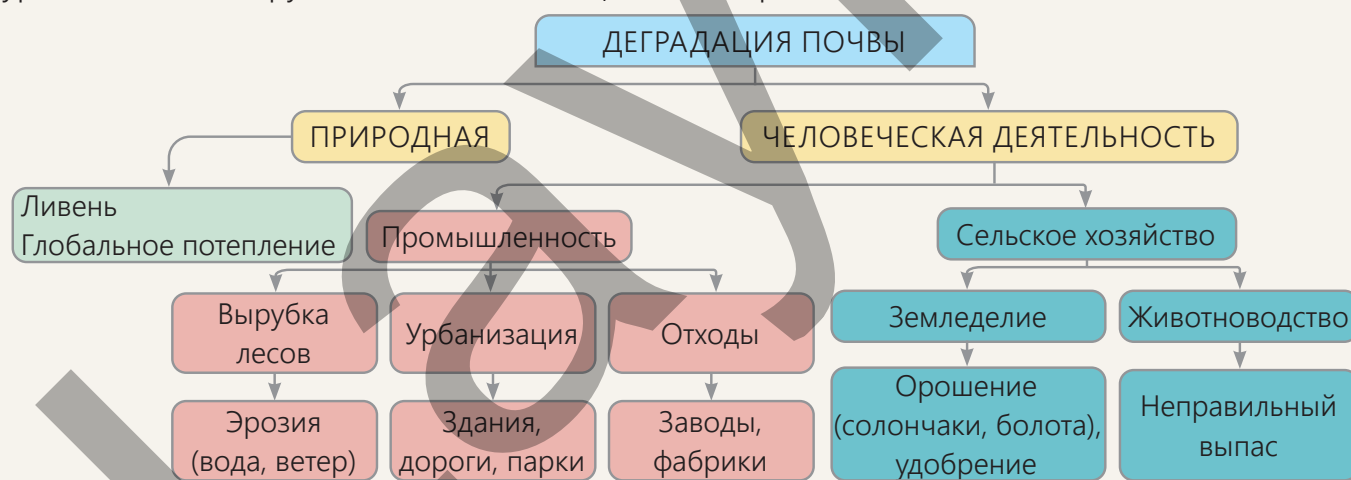 ДЕГРАДАЦИЯ ПОЧВЫ
ПРИРОДНАЯ
ЧЕЛОВЕЧЕСКАЯ ДЕЯТЕЛЬНОСТЬ
Ливень
Глобальное потепление
Промышленность
Сельское хозяйство
Вырубка
лесов
Урбанизация
Отходы
Земледелие
Животноводство
Эрозия
(вода, ветер)
Здания,
дороги, парки
Заводы,
фабрики
Орошение
(солончаки, болота),
удобрение
Неправильный
выпас